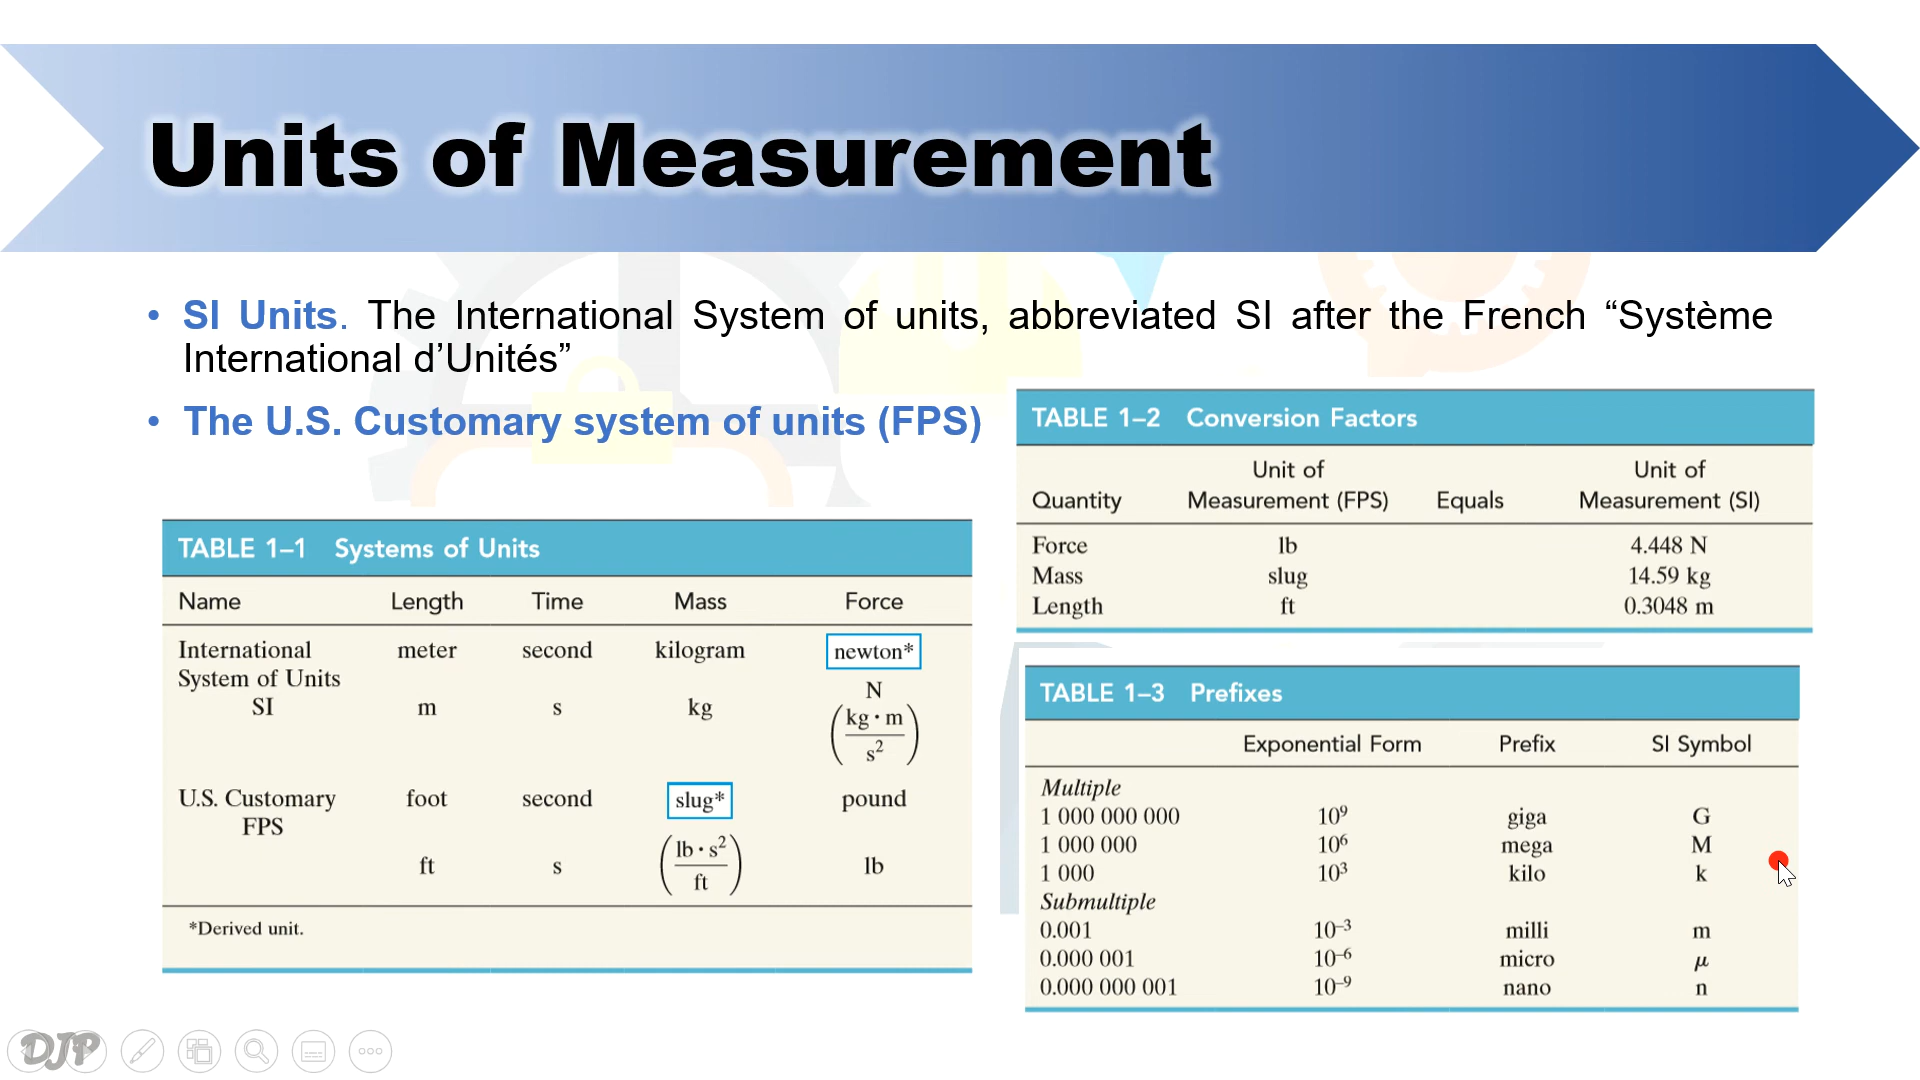 Units of Measurement
• SI Units. The International System of units, abbreviated SI after the French “Système
International d’Unités”
• The U.S. Customary system of units (FPS)
TABLE 1–1 Systems of Units
Name Length Time Mass Force
International meter second kilogram newton*
System of Units N
SI m s kg (kg · m / s²)
U.S. Customary foot second slug* pound
FPS
ft s (lb · s² / ft) lb
*Derived unit.
TABLE 1–2 Conversion Factors
Unit of Unit of
Quantity Measurement (FPS) Equals Measurement (SI)
Force lb 4.448 N
Mass slug 14.59 kg
Length ft 0.3048 m
TABLE 1–3 Prefixes
Exponential Form Prefix SI Symbol
Multiple
1 000 000 000 10⁹ giga G
1 000 000 10⁶ mega M
1 000 10³ kilo k
Submultiple
0.001 10⁻³ milli m
0.000 001 10⁻⁶ micro μ
0.000 000 001 10⁻⁹ nano n
DJP